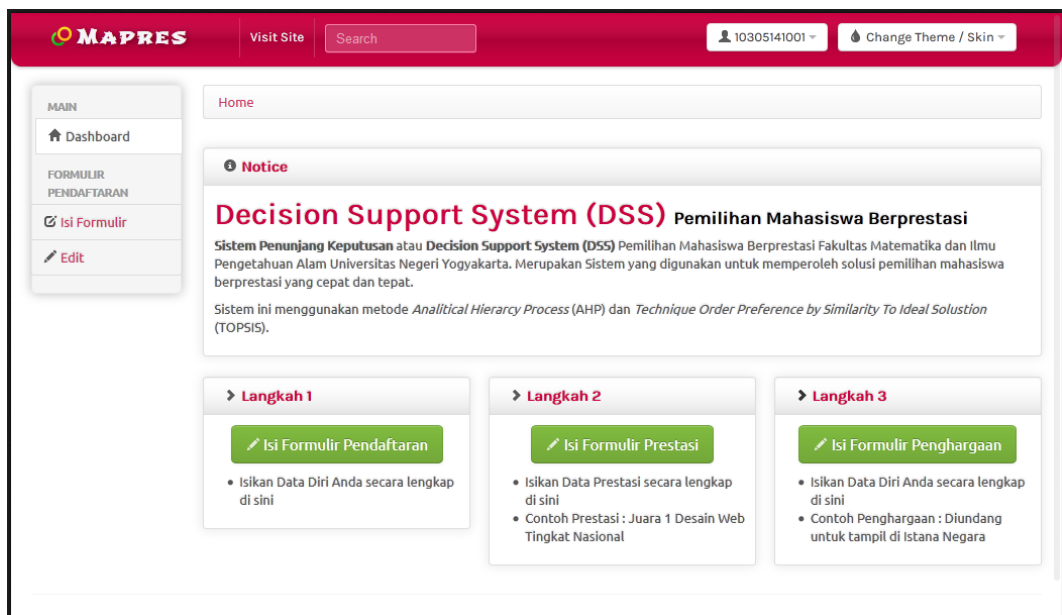 MAPRES
Visit Site
Search
10305141001
Change Theme / Skin
MAIN
Dashboard
FORMULIR
PENDAFTARAN
Isi Formulir
Edit
Home
Notice
Decision Support System (DSS) Pemilihan Mahasiswa Berprestasi
Sistem Penunjang Keputusan atau Decision Support System (DSS) Pemilihan Mahasiswa Berprestasi Fakultas Matematika dan Ilmu
Pengetahuan Alam Universitas Negeri Yogyakarta. Merupakan Sistem yang digunakan untuk memperoleh solusi pemilihan mahasiswa
berprestasi yang cepat dan tepat.
Sistem ini menggunakan metode Analitical Hierarcy Process (AHP) dan Technique Order Preference by Similarity To Ideal Solustion
(TOPSIS).
Langkah 1
Isi Formulir Pendaftaran
Isikan Data Diri Anda secara lengkap
di sini
Langkah 2
Isi Formulir Prestasi
Isikan Data Prestasi secara lengkap
di sini
Contoh Prestasi : Juara 1 Desain Web
Tingkat Nasional
Langkah 3
Isi Formulir Penghargaan
Isikan Data Diri Anda secara lengkap
di sini
Contoh Penghargaan : Diundang
untuk tampil di Istana Negara